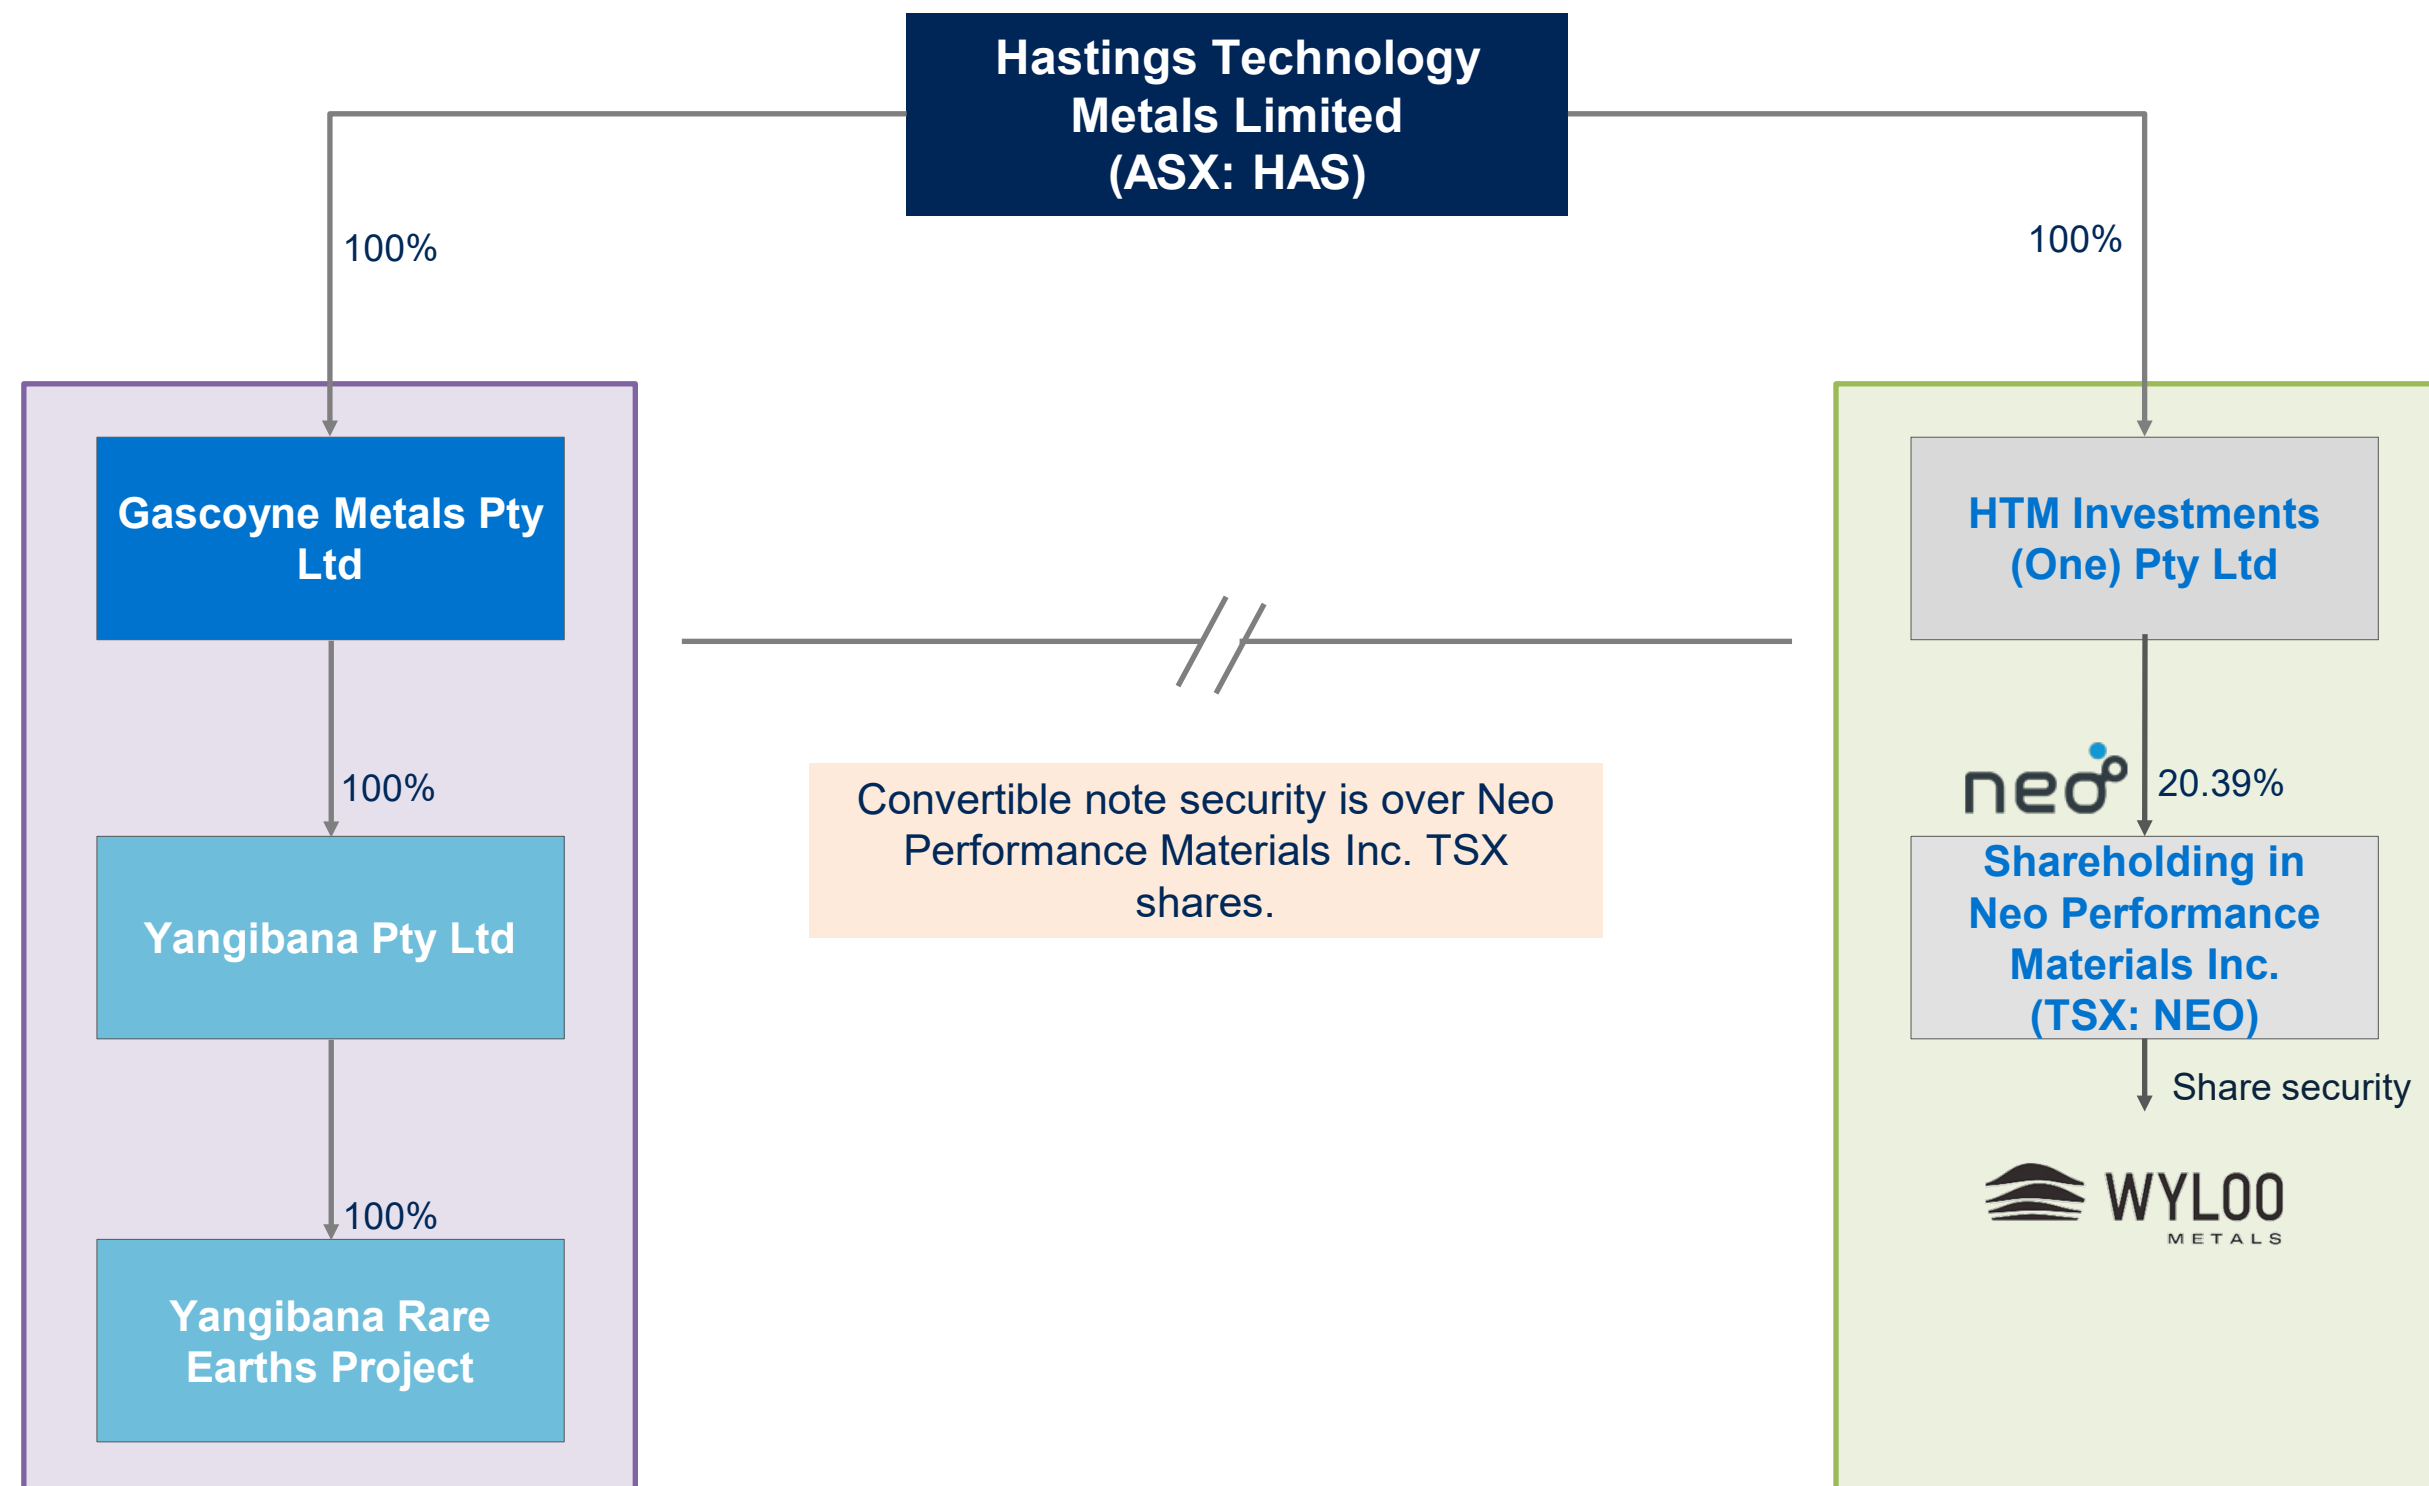 Hastings Technology
Metals Limited
(ASX: HAS)
100%
100%
Gascoyne Metals Pty
Ltd
HTM Investments
(One) Pty Ltd
100%
neo
20.39%
Convertible note security is over Neo
Performance Materials Inc. TSX
shares.
Yangibana Pty Ltd
Shareholding in
Neo Performance
Materials Inc.
(TSX: NEO)
Share security
WYLOO
METALS
100%
Yangibana Rare
Earths Project